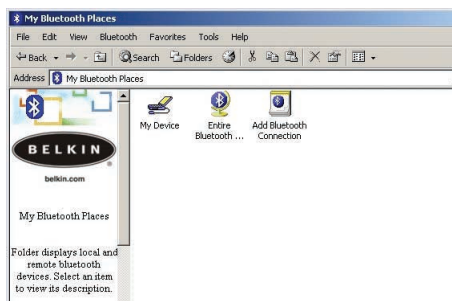 My Bluetooth Places
File Edit View Bluetooth Favorites Tools Help
Back Search Folders
Address My Bluetooth Places
BELKIN
belkin.com
My Bluetooth Places
Folder displays local and
remote bluetooth
devices. Select an item
to view its description.
My Device
Entire
Bluetooth ...
Add Bluetooth
Connection